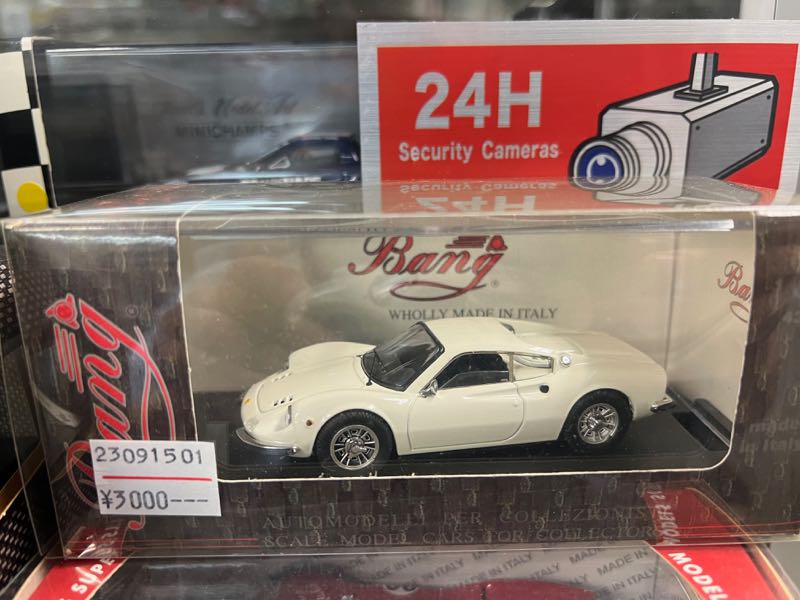 24H
Security Cameras
MINICHAMPS
Bang
WHOLLY MADE IN ITALY
Bang
23091501
¥3000---
AUTOMODELLI PER COLLEZIONISTI
SCALE MODEL CARS FOR COLLECTORS
MADE IN ITALY
MODEL